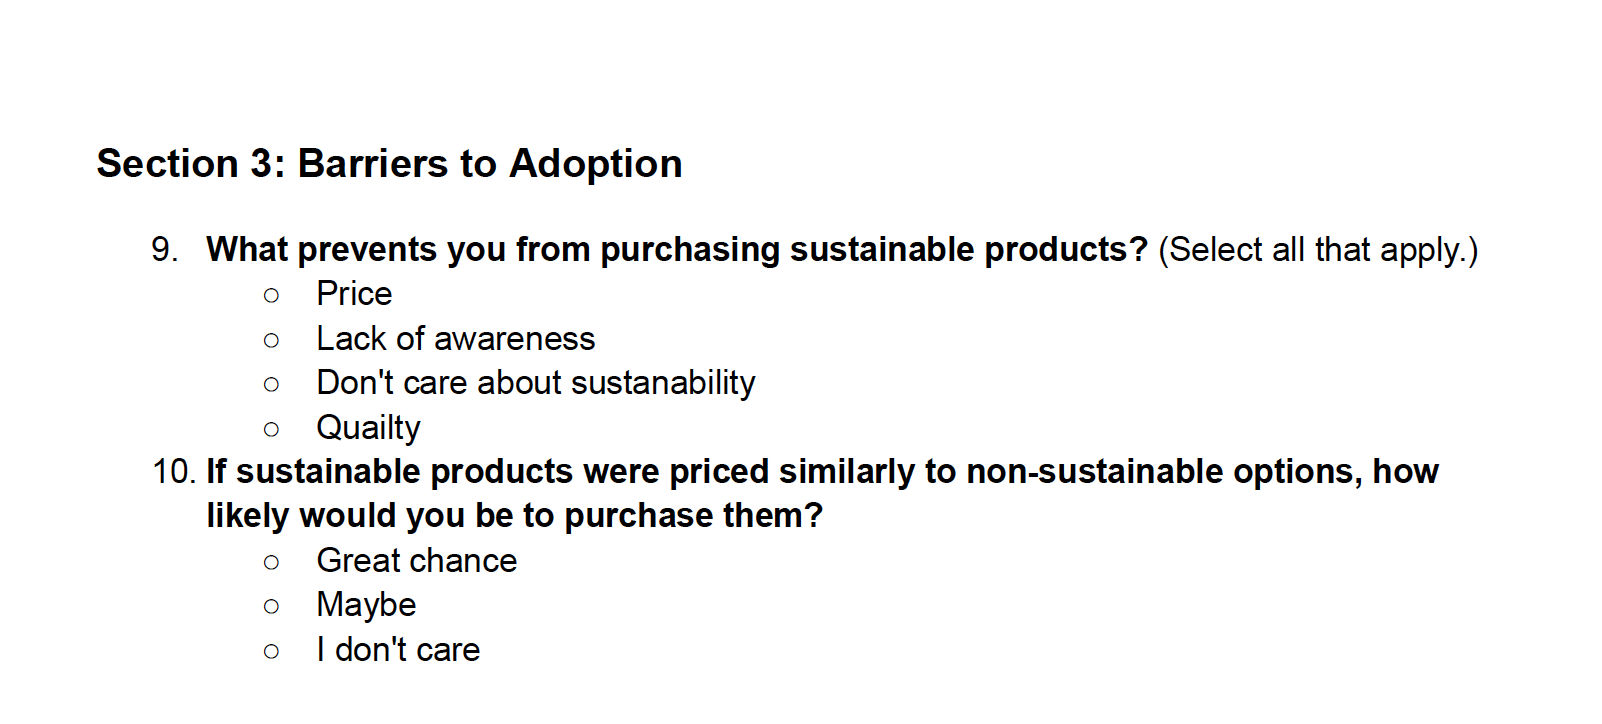 Section 3: Barriers to Adoption
9. What prevents you from purchasing sustainable products? (Select all that apply.)
○ Price
○ Lack of awareness
○ Don't care about sustanability
○ Quailty
10. If sustainable products were priced similarly to non-sustainable options, how
likely would you be to purchase them?
○ Great chance
○ Maybe
○ I don't care